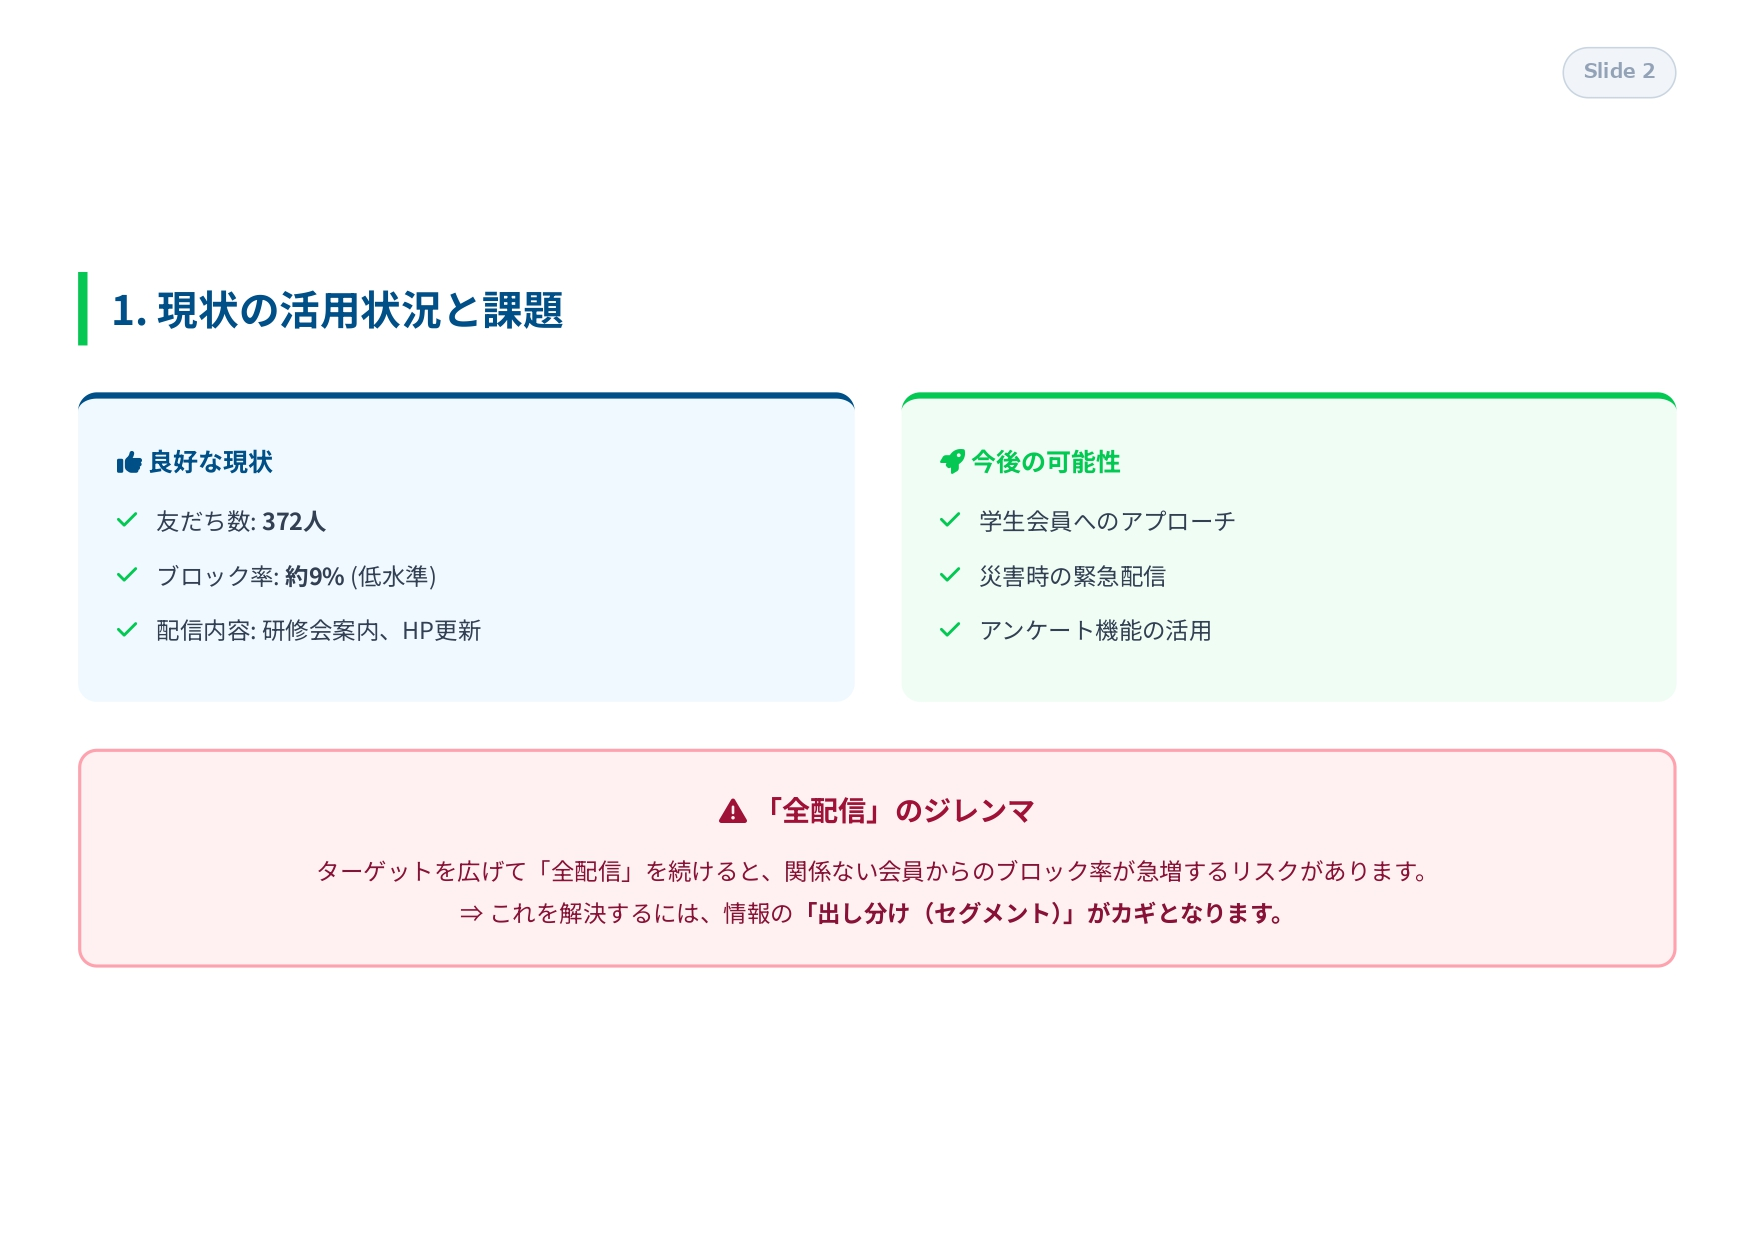 Slide 2
1. 現状の活用状況と課題
良好な現状
友だち数: 372人
ブロック率: 約9% (低水準)
配信内容: 研修会案内、HP更新
今後の可能性
学生会員へのアプローチ
災害時の緊急配信
アンケート機能の活用
「全配信」のジレンマ
ターゲットを広げて「全配信」を続けると、関係ない会員からのブロック率が急増するリスクがあります。
⇒ これを解決するには、情報の「出し分け（セグメント）」がカギとなります。